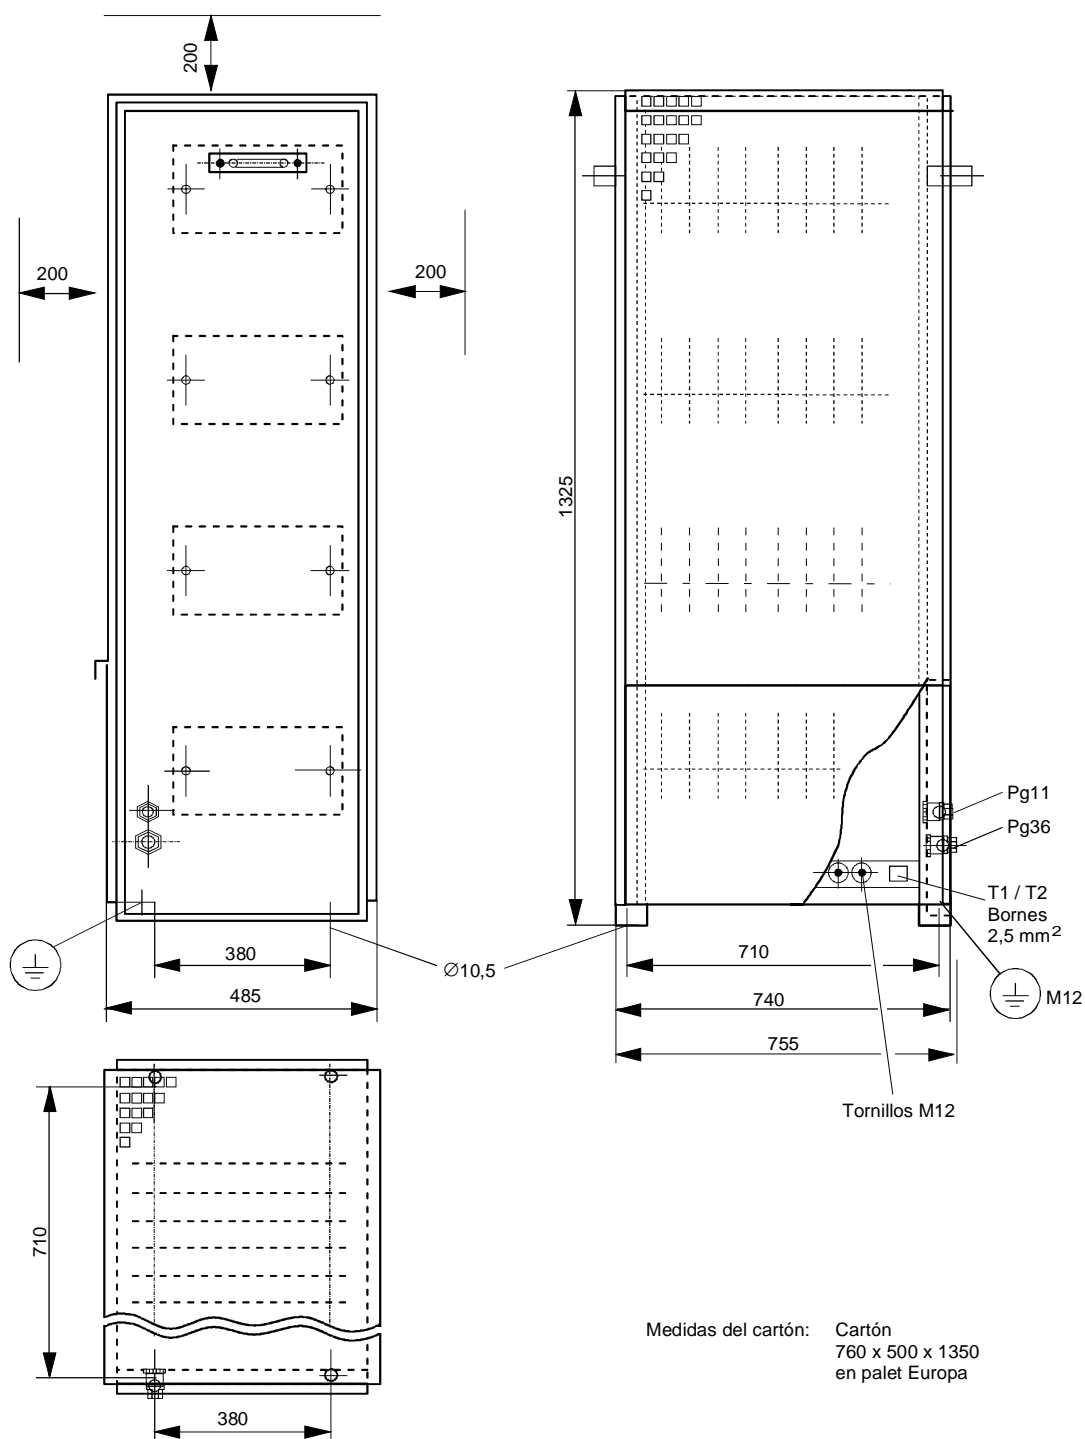 200
200
200
1325
Pg11
Pg36
T1 / T2
Bornes
2,5 mm²
380
Ø10,5
710
485
740
M12
755
Tornillos M12
710
Medidas del cartón: Cartón
760 x 500 x 1350
en palet Europa
380